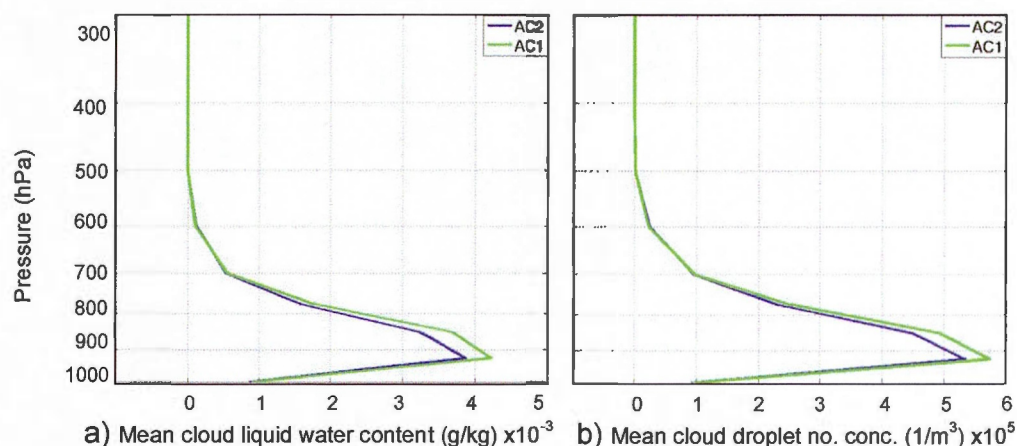 300
400
500
600
700
800
900
1000
Pressure (hPa)
AC2
AC1
0 1 2 3 4 5
a) Mean cloud liquid water content (g/kg) x10⁻³
AC2
AC1
0 1 2 3 4 5 6
b) Mean cloud droplet no. conc. (1/m³) x10⁵